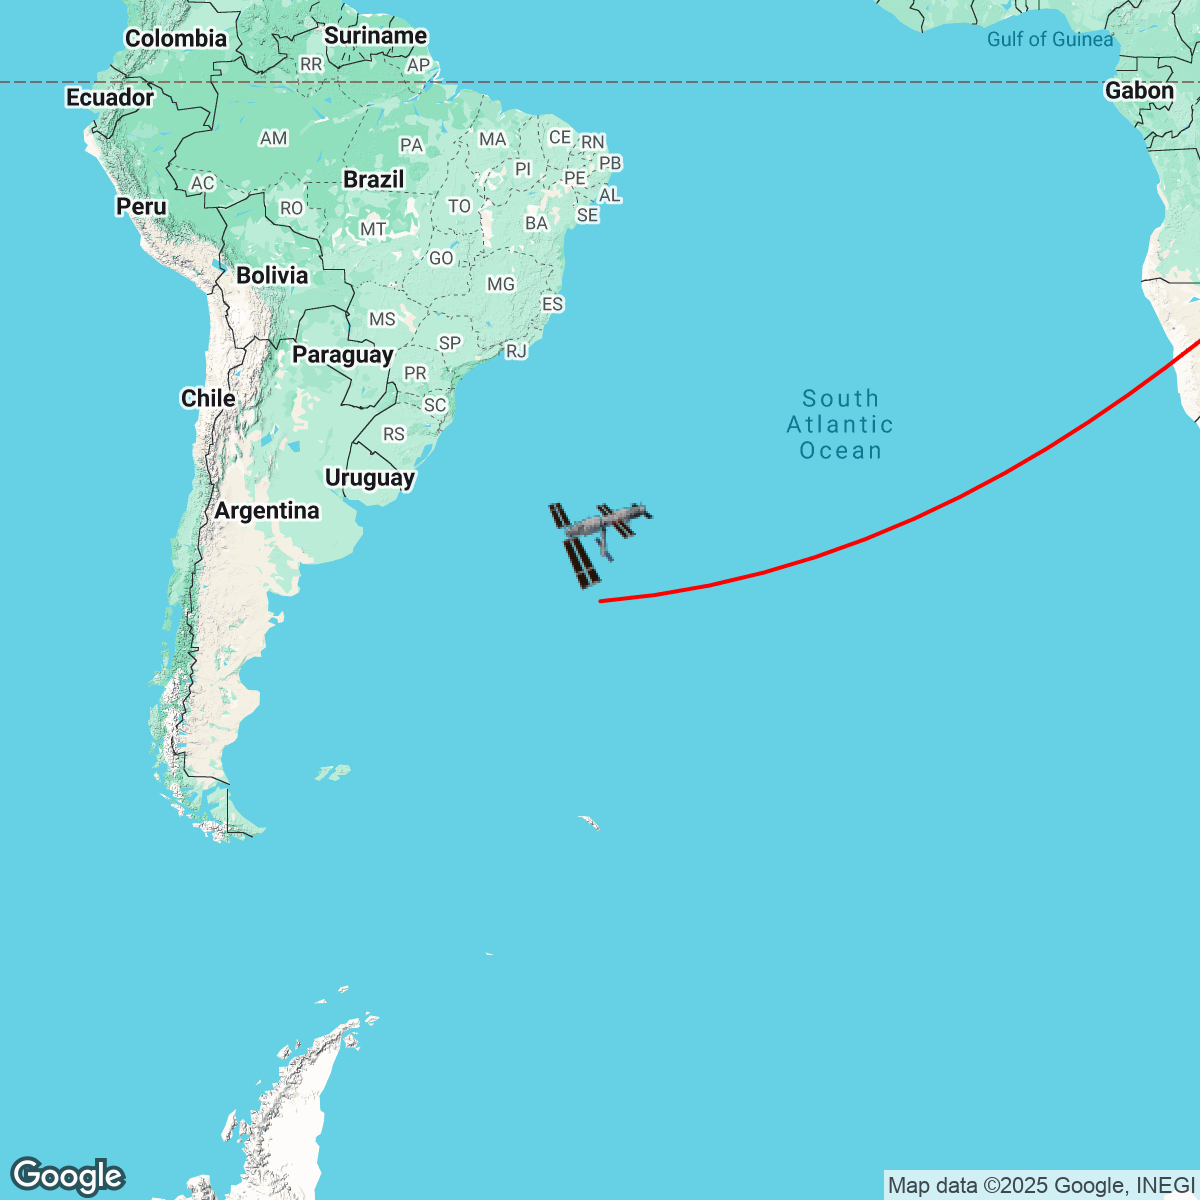 Colombia
Suriname
Gulf of Guinea
RR
AP
Ecuador
Gabon
AM
PA
MA
CE
RN
PI
PB
PE
Brazil
AC
AL
Peru
RO
TO
SE
BA
MT
GO
Bolivia
MG
ES
MS
SP
RJ
Paraguay
PR
Chile
SC
South
Atlantic
Ocean
RS
Uruguay
Argentina
Google
Map data ©2025 Google, INEGI